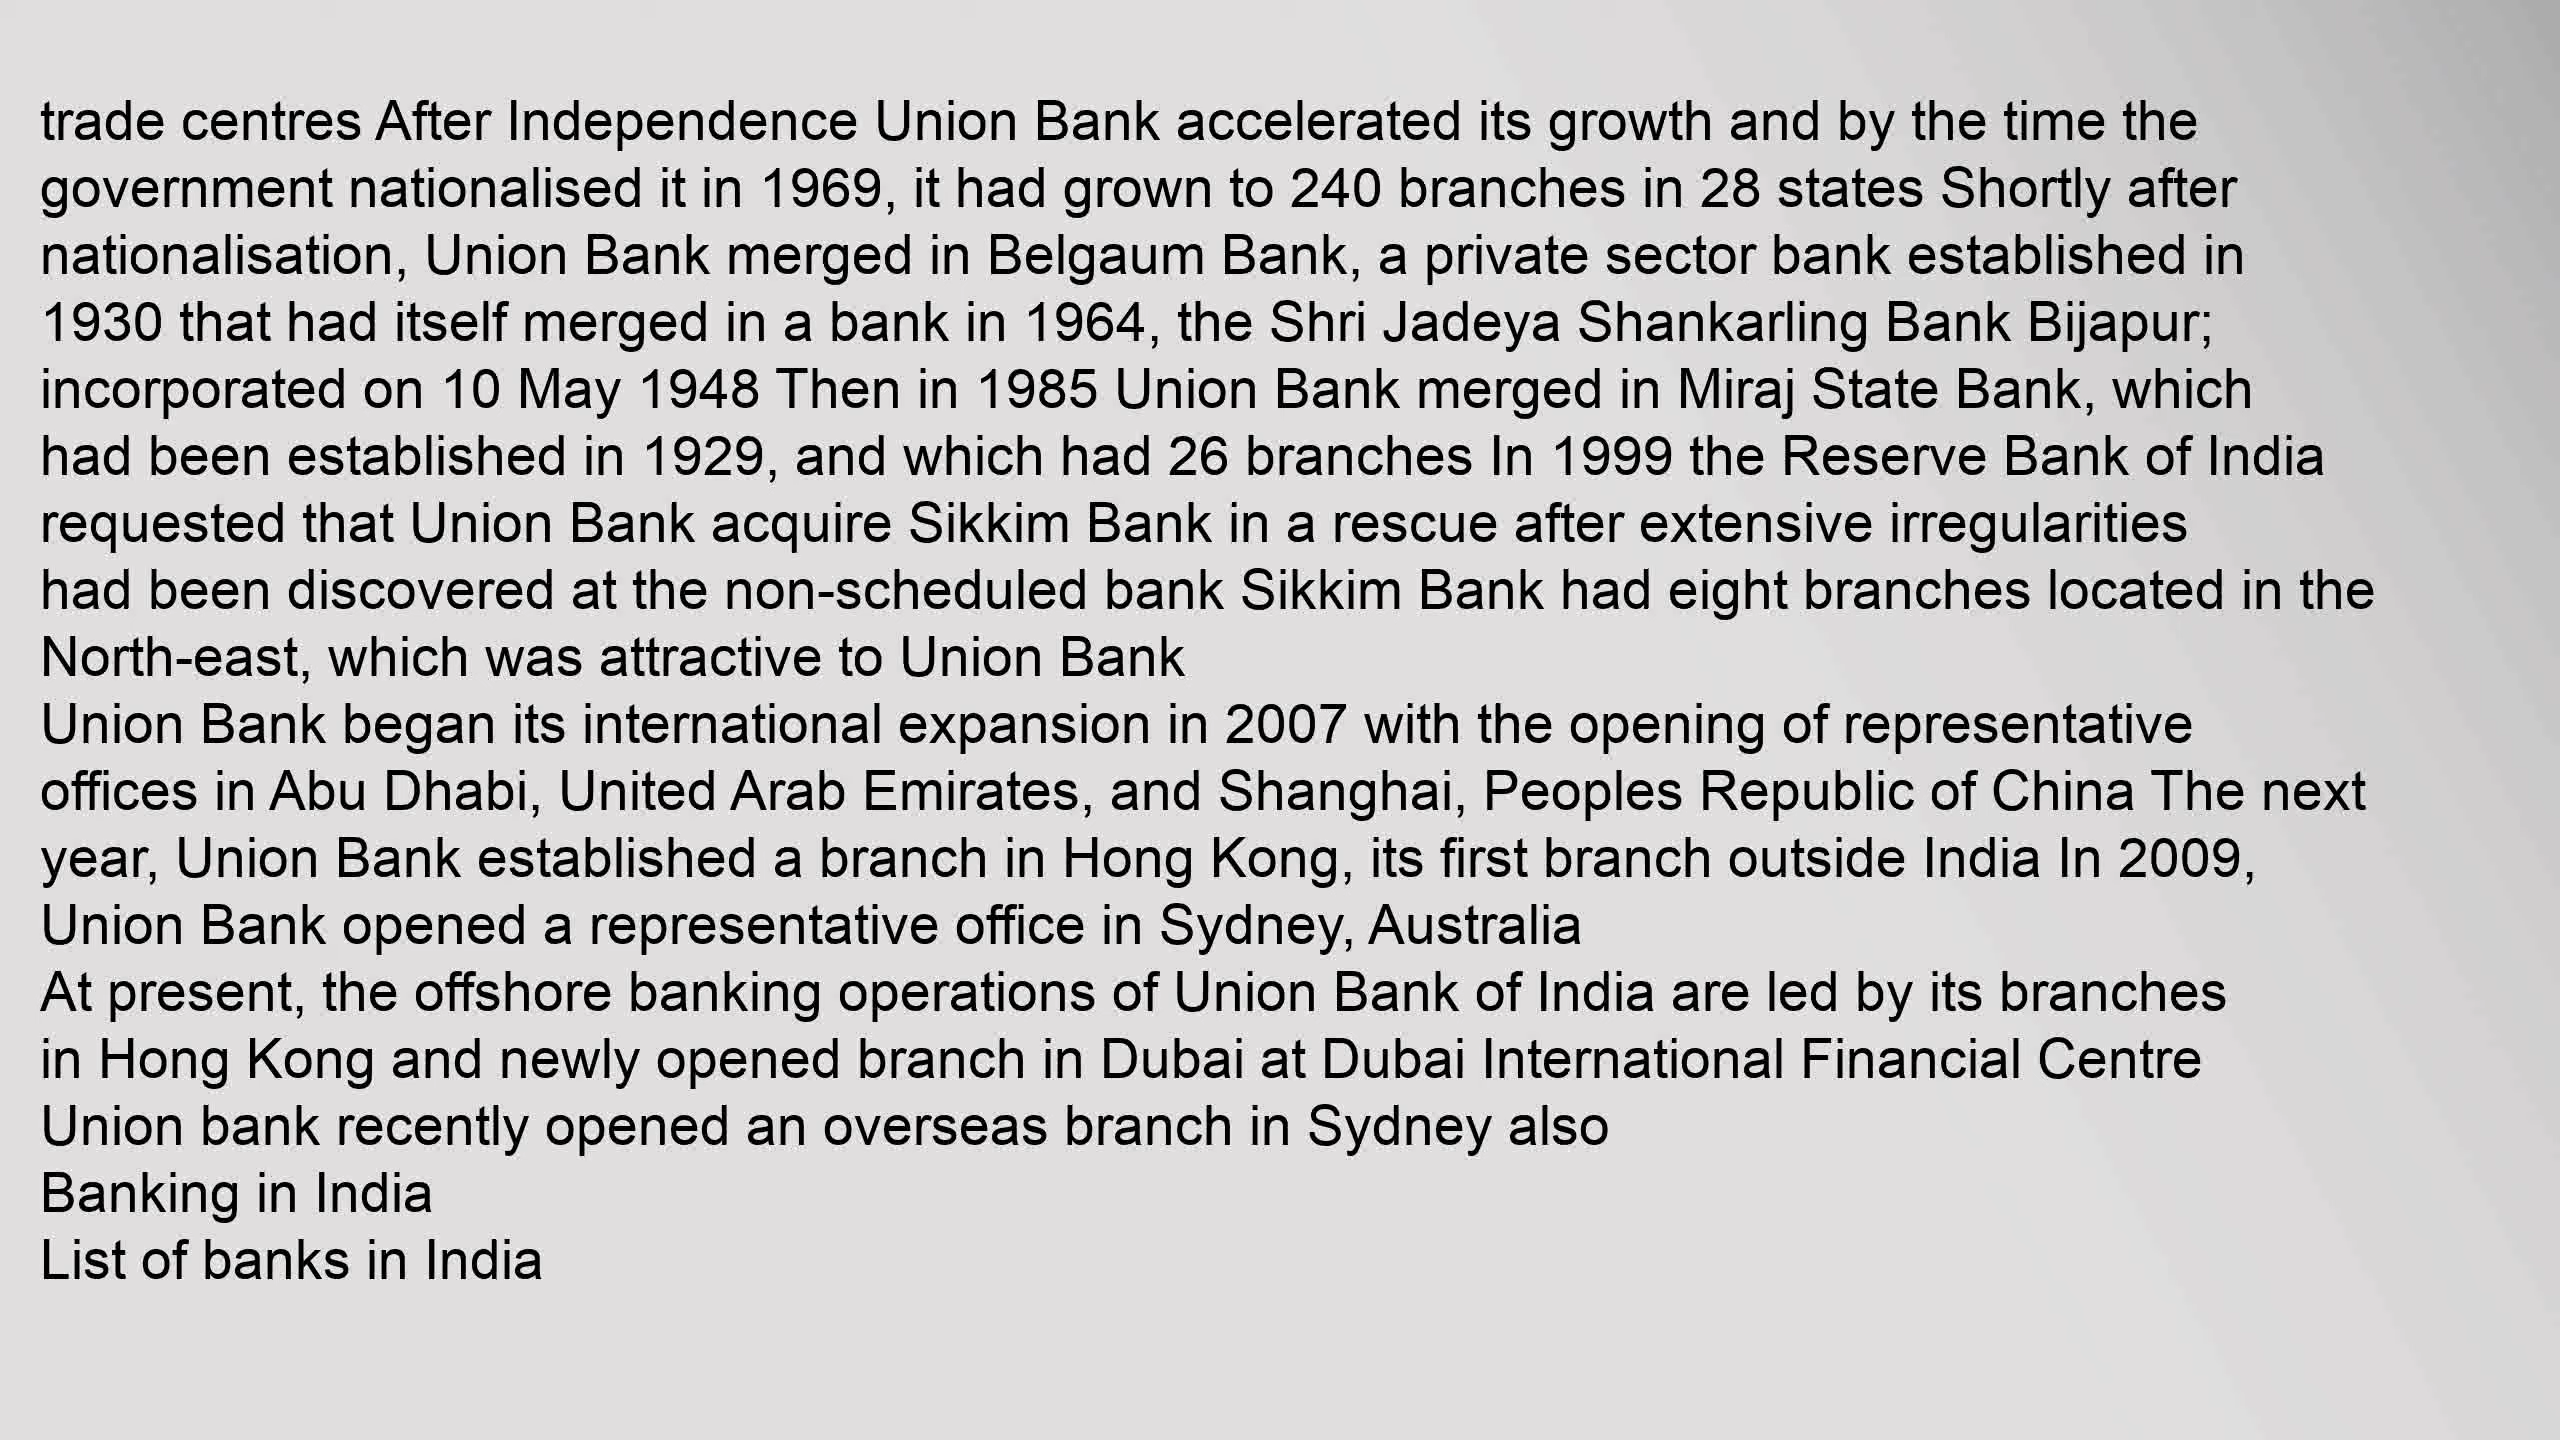 trade centres After Independence Union Bank accelerated its growth and by the time the
government nationalised it in 1969, it had grown to 240 branches in 28 states Shortly after
nationalisation, Union Bank merged in Belgaum Bank, a private sector bank established in
1930 that had itself merged in a bank in 1964, the Shri Jadeya Shankarling Bank Bijapur;
incorporated on 10 May 1948 Then in 1985 Union Bank merged in Miraj State Bank, which
had been established in 1929, and which had 26 branches In 1999 the Reserve Bank of India
requested that Union Bank acquire Sikkim Bank in a rescue after extensive irregularities
had been discovered at the non-scheduled bank Sikkim Bank had eight branches located in the
North-east, which was attractive to Union Bank
Union Bank began its international expansion in 2007 with the opening of representative
offices in Abu Dhabi, United Arab Emirates, and Shanghai, Peoples Republic of China The next
year, Union Bank established a branch in Hong Kong, its first branch outside India In 2009,
Union Bank opened a representative office in Sydney, Australia
At present, the offshore banking operations of Union Bank of India are led by its branches
in Hong Kong and newly opened branch in Dubai at Dubai International Financial Centre
Union bank recently opened an overseas branch in Sydney also
Banking in India
List of banks in India